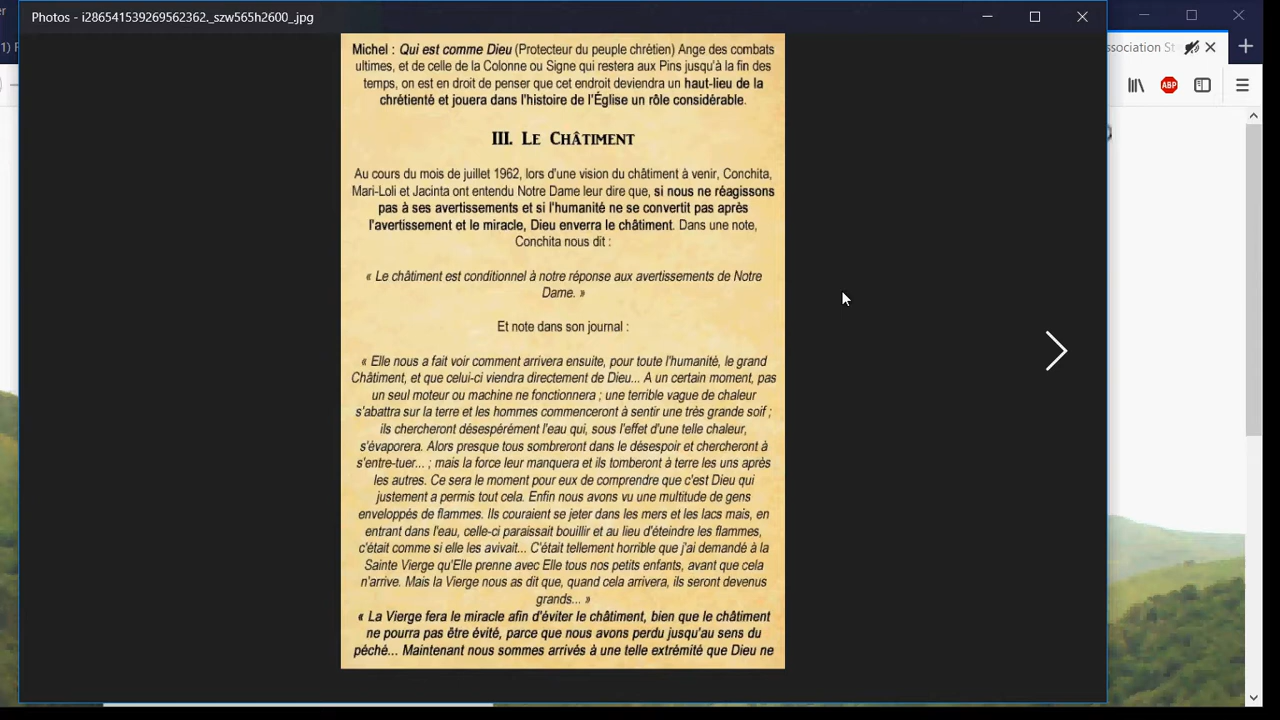 Photos - i286541539269562362._szw565h2600_.jpg
ssociation St
ABP
Michel : Qui est comme Dieu (Protecteur du peuple chrétien) Ange des combats
ultimes, et de celle de la Colonne ou Signe qui restera aux Pins jusqu'à la fin des
temps, on est en droit de penser que cet endroit deviendra un haut-lieu de la
chrétienté et jouera dans l'histoire de l'Église un rôle considérable.
III. Le Châtiment
Au cours du mois de juillet 1962, lors d'une vision du châtiment à venir, Conchita,
Mari-Loli et Jacinta ont entendu Notre Dame leur dire que, si nous ne réagissons
pas à ses avertissements et si l'humanité ne se convertit pas après
l'avertissement et le miracle, Dieu enverra le châtiment. Dans une note,
Conchita nous dit :
« Le châtiment est conditionnel à notre réponse aux avertissements de Notre
Dame. »
Et note dans son journal :
« Elle nous a fait voir comment arrivera ensuite, pour toute l'humanité, le grand
Châtiment, et que celui-ci viendra directement de Dieu... A un certain moment, pas
un seul moteur ou machine ne fonctionnera ; une terrible vague de chaleur
s'abattra sur la terre et les hommes commenceront à sentir une très grande soif ;
ils chercheront désespérément l'eau qui, sous l'effet d'une telle chaleur,
s'évaporera. Alors presque tous sombreront dans le désespoir et chercheront à
s'entre-tuer... ; mais la force leur manquera et ils tomberont à terre les uns après
les autres. Ce sera le moment pour eux de comprendre que c'est Dieu qui
justement a permis tout cela. Enfin nous avons vu une multitude de gens
enveloppés de flammes. Ils couraient se jeter dans les mers et les lacs mais, en
entrant dans l'eau, celle-ci paraissait bouillir et au lieu d'éteindre les flammes,
c'était comme si elle les avivait... C'était tellement horrible que j'ai demandé à la
Sainte Vierge qu'Elle prenne avec Elle tous nos petits enfants, avant que cela
n'arrive. Mais la Vierge nous as dit que, quand cela arrivera, ils seront devenus
grands... »
« La Vierge fera le miracle afin d'éviter le châtiment, bien que le châtiment
ne pourra pas être évité, parce que nous avons perdu jusqu'au sens du
péché... Maintenant nous sommes arrivés à une telle extrémité que Dieu ne